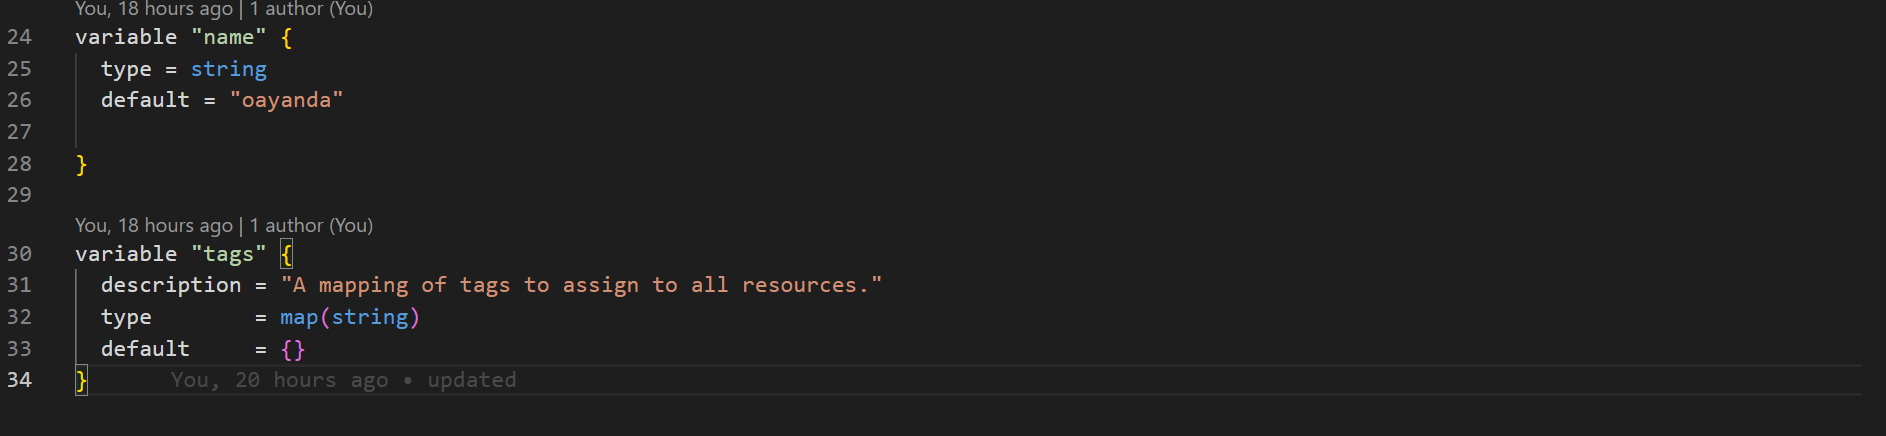 You, 18 hours ago | 1 author (You)
24 variable "name" {
25   type = string
26   default = "oayanda"
27
28 }
29
You, 18 hours ago | 1 author (You)
30 variable "tags" {
31   description = "A mapping of tags to assign to all resources."
32   type        = map(string)
33   default     = {}
34 }      You, 20 hours ago • updated